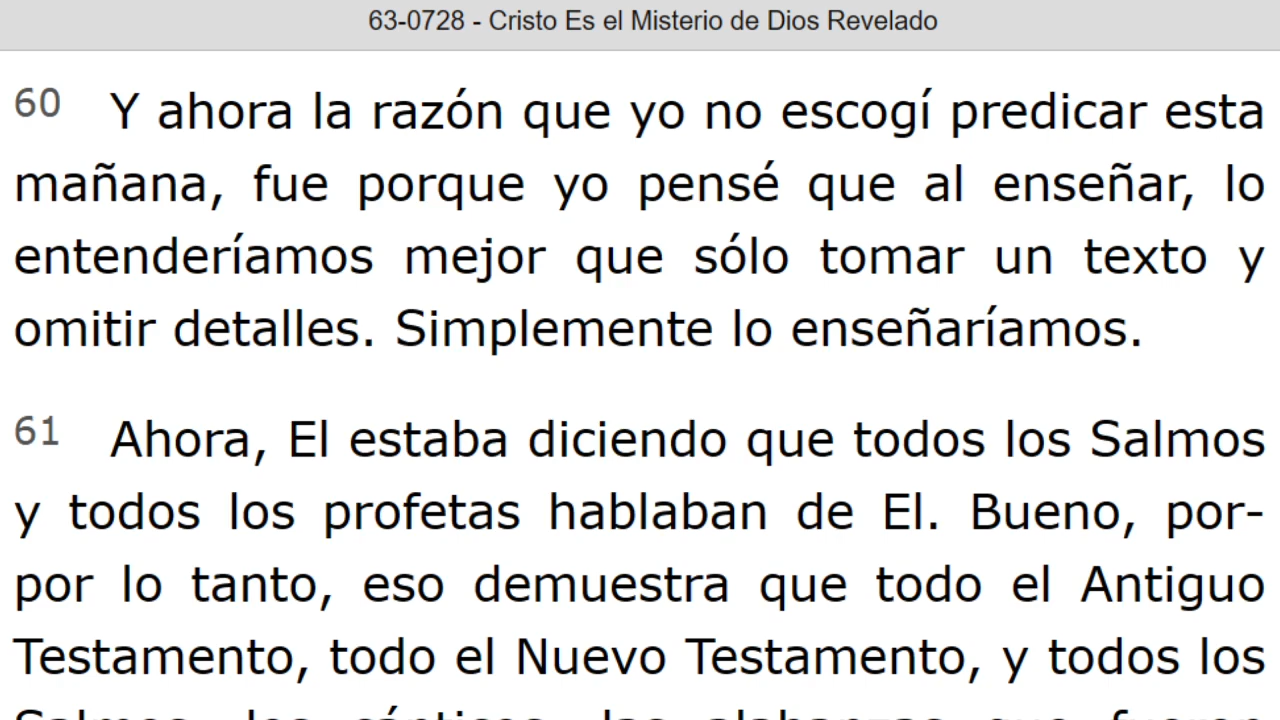 63-0728 - Cristo Es el Misterio de Dios Revelado
60 Y ahora la razón que yo no escogí predicar esta
mañana, fue porque yo pensé que al enseñar, lo
entenderíamos mejor que sólo tomar un texto y
omitir detalles. Simplemente lo enseñaríamos.
61 Ahora, El estaba diciendo que todos los Salmos
y todos los profetas hablaban de El. Bueno, por-
por lo tanto, eso demuestra que todo el Antiguo
Testamento, todo el Nuevo Testamento, y todos los